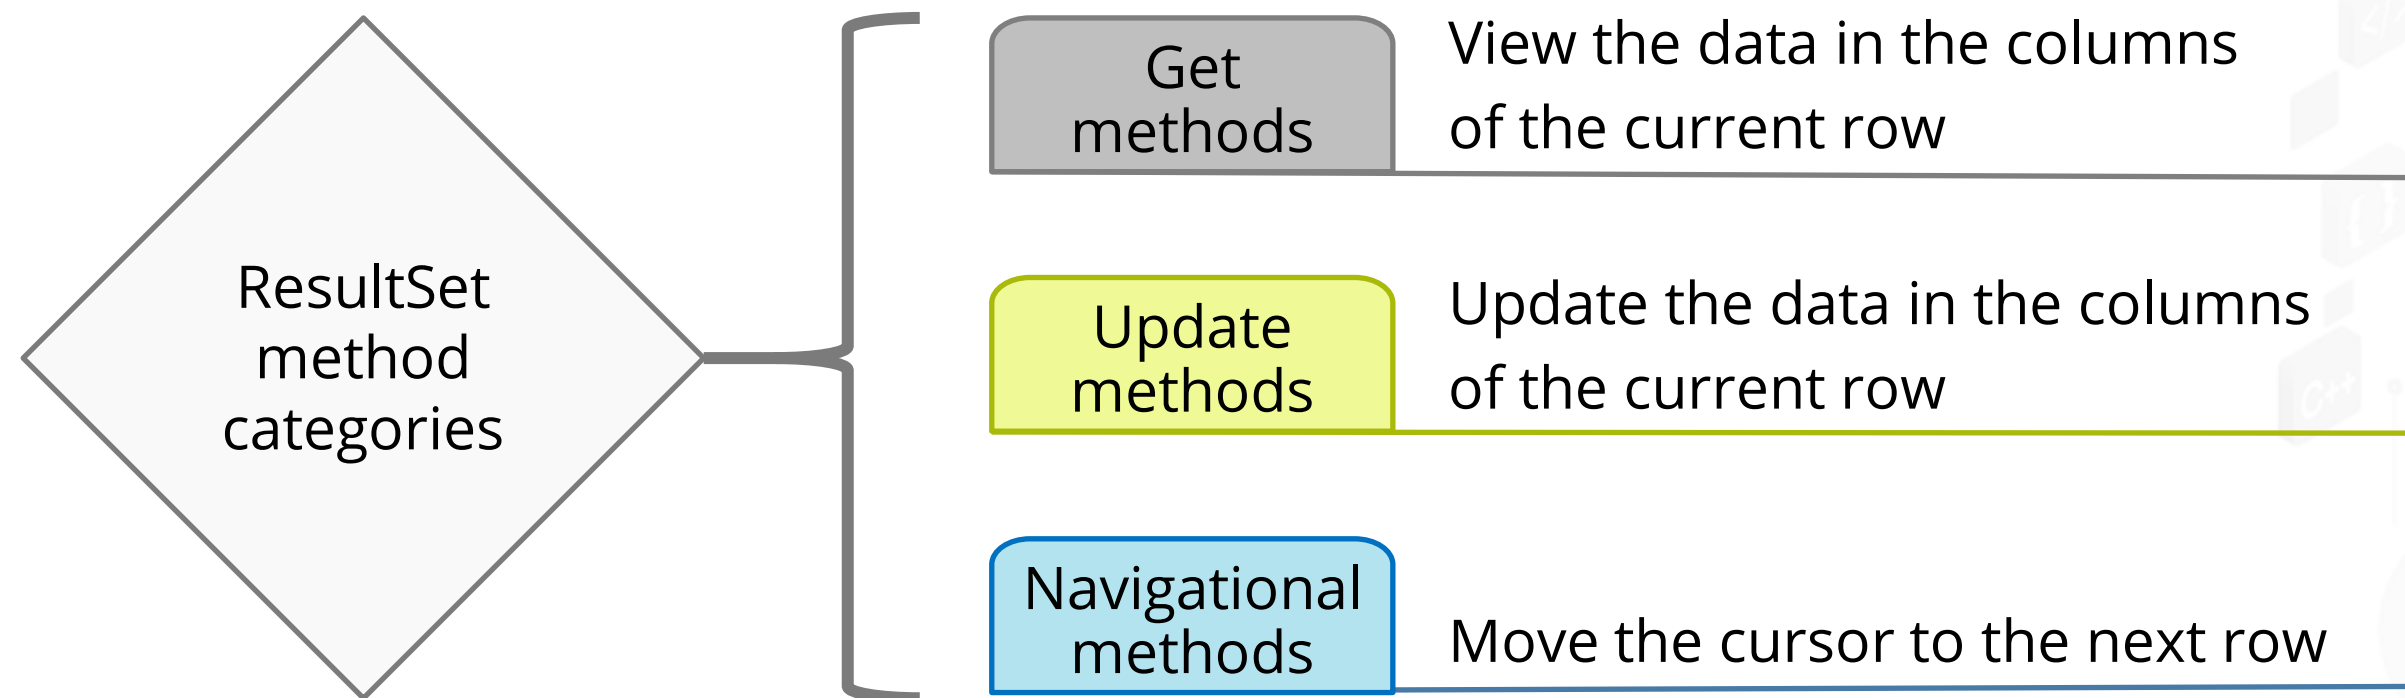 ResultSet
method
categories
Get
methods
View the data in the columns
of the current row
Update
methods
Update the data in the columns
of the current row
Navigational
methods
Move the cursor to the next row
C++
{ }